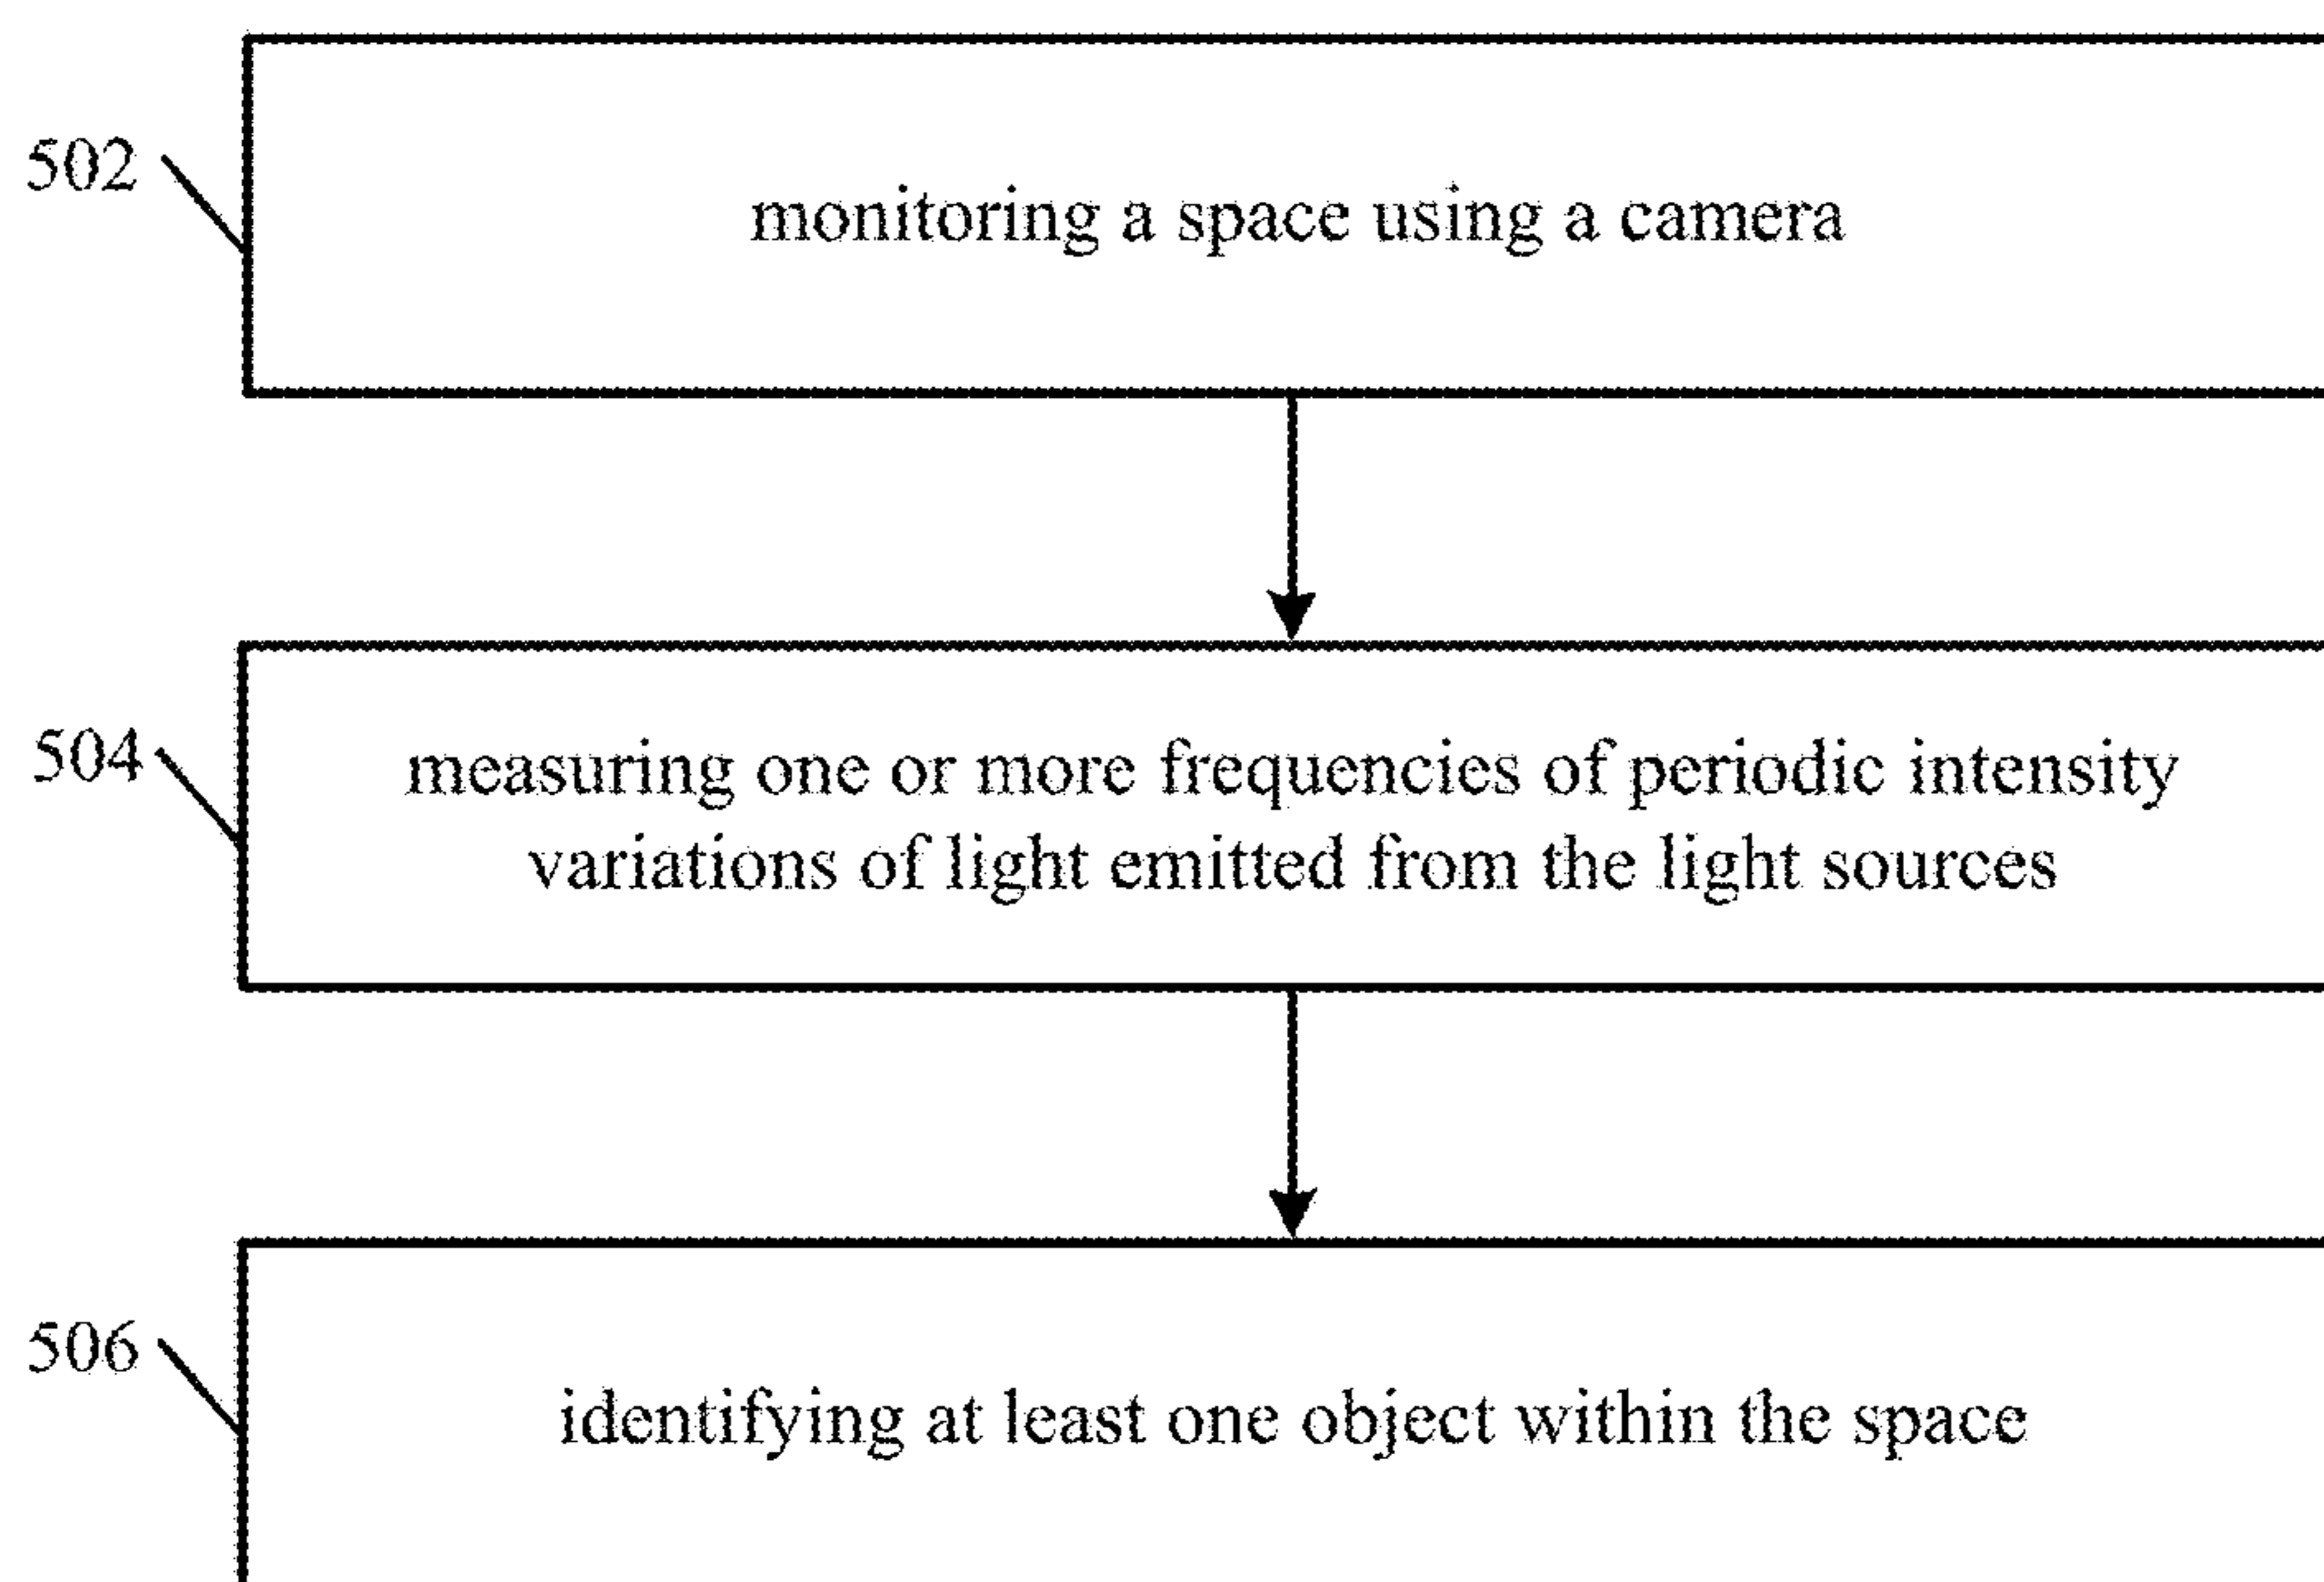 502
monitoring a space using a camera
504
measuring one or more frequencies of periodic intensity
variations of light emitted from the light sources
506
identifying at least one object within the space